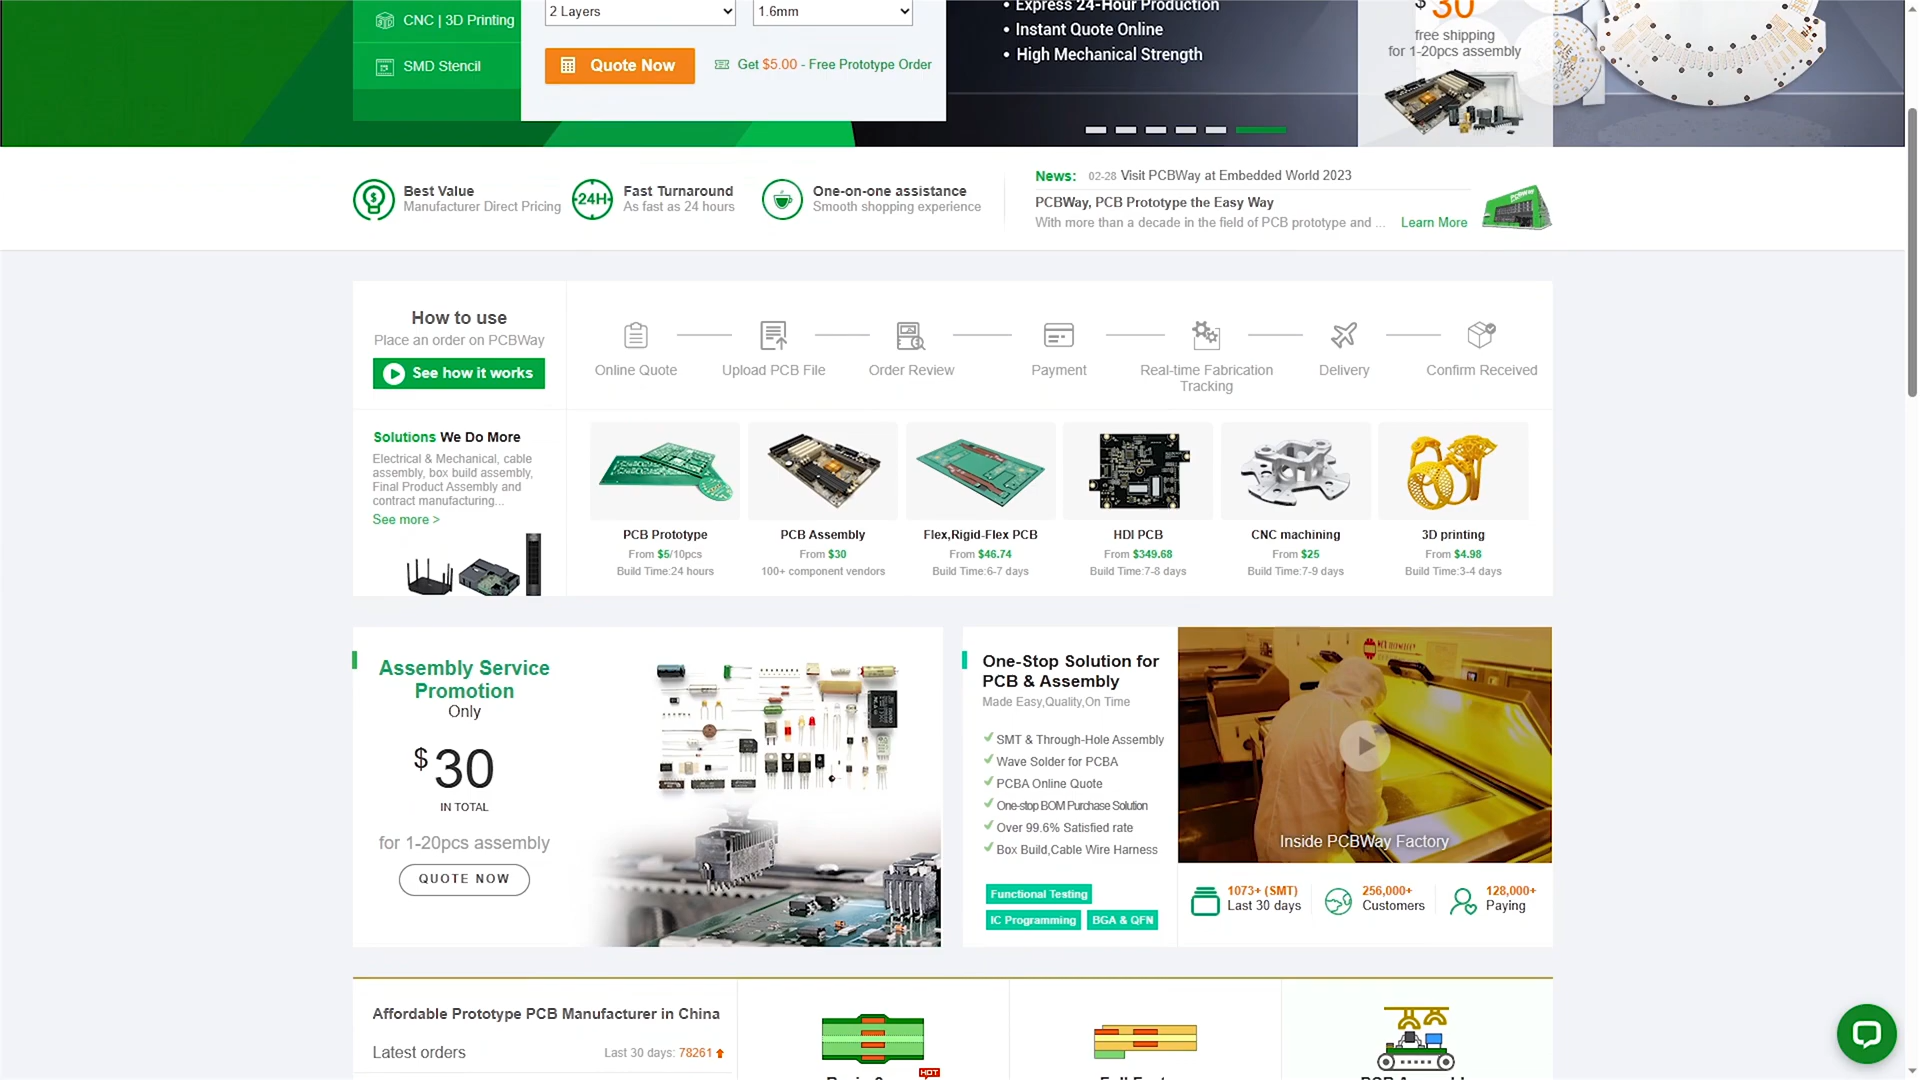 CNC | 3D Printing
SMD Stencil
2 Layers
1.6mm
Quote Now
Get $5.00 - Free Prototype Order
• Express 24-Hour Production
• Instant Quote Online
• High Mechanical Strength
$30
free shipping
for 1-20pcs assembly
Best Value
Manufacturer Direct Pricing
24H
Fast Turnaround
As fast as 24 hours
One-on-one assistance
Smooth shopping experience
News: 02-28 Visit PCBWay at Embedded World 2023
PCBWay, PCB Prototype the Easy Way
With more than a decade in the field of PCB prototype and ... Learn More
PCBWay
How to use
Place an order on PCBWay
See how it works
Online Quote
Upload PCB File
Order Review
Payment
Real-time Fabrication
Tracking
Delivery
Confirm Received
Solutions We Do More
Electrical & Mechanical, cable
assembly, box build assembly,
Final Product Assembly and
contract manufacturing...
See more >
PCB Prototype
From $5/10pcs
Build Time:24 hours
PCB Assembly
From $30
100+ component vendors
Flex,Rigid-Flex PCB
From $46.74
Build Time:6-7 days
HDI PCB
From $349.68
Build Time:7-8 days
CNC machining
From $25
Build Time:7-9 days
3D printing
From $4.98
Build Time:3-4 days
Assembly Service
Promotion
Only
$30
IN TOTAL
for 1-20pcs assembly
QUOTE NOW
One-Stop Solution for
PCB & Assembly
Made Easy,Quality,On Time
SMT & Through-Hole Assembly
Wave Solder for PCBA
PCBA Online Quote
One-stop BOM Purchase Solution
Over 99.6% Satisfied rate
Box Build,Cable Wire Harness
Functional Testing
IC Programming
BGA & QFN
Inside PCBWay Factory
1073+ (SMT)
Last 30 days
256,000+
Customers
128,000+
Paying
Affordable Prototype PCB Manufacturer in China
Latest orders
Last 30 days: 78261
HOT